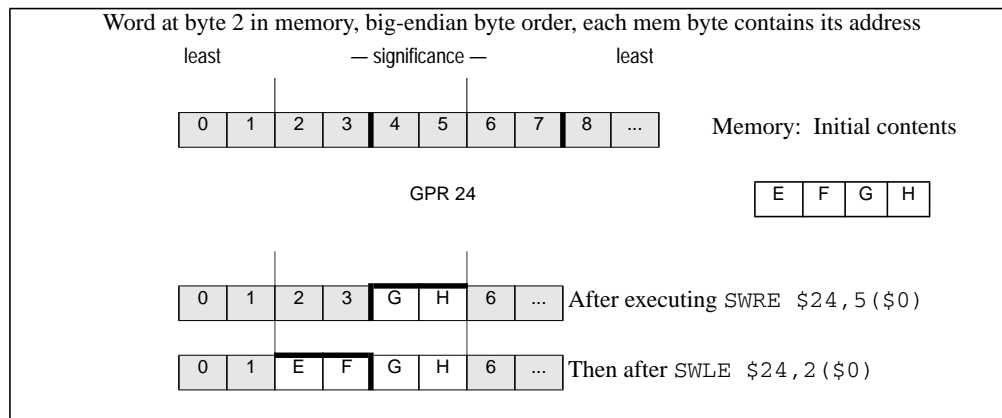 Word at byte 2 in memory, big-endian byte order, each mem byte contains its address
least — significance — least
0 1 2 3 4 5 6 7 8 ... Memory: Initial contents
GPR 24 E F G H
0 1 2 3 G H 6 ... After executing SWRE $24,5($0)
0 1 E F G H 6 ... Then after SWLE $24,2($0)